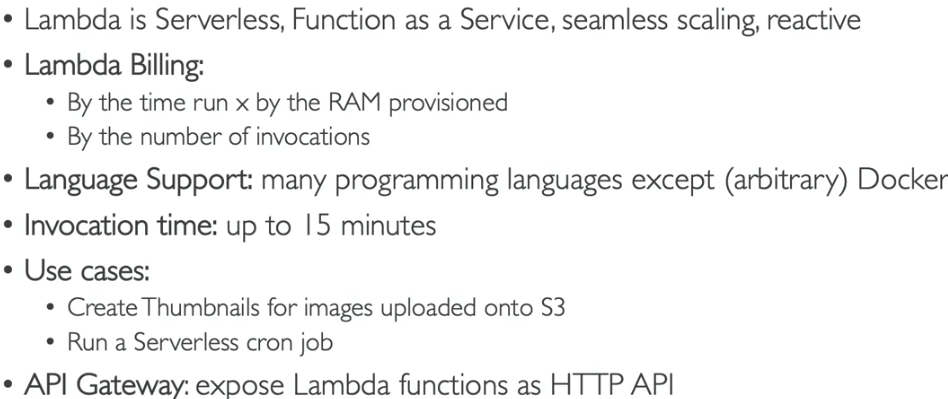 • Lambda is Serverless, Function as a Service, seamless scaling, reactive
• Lambda Billing:
• By the time run x by the RAM provisioned
• By the number of invocations
• Language Support: many programming languages except (arbitrary) Docker
• Invocation time: up to 15 minutes
• Use cases:
• Create Thumbnails for images uploaded onto S3
• Run a Serverless cron job
• API Gateway: expose Lambda functions as HTTP API